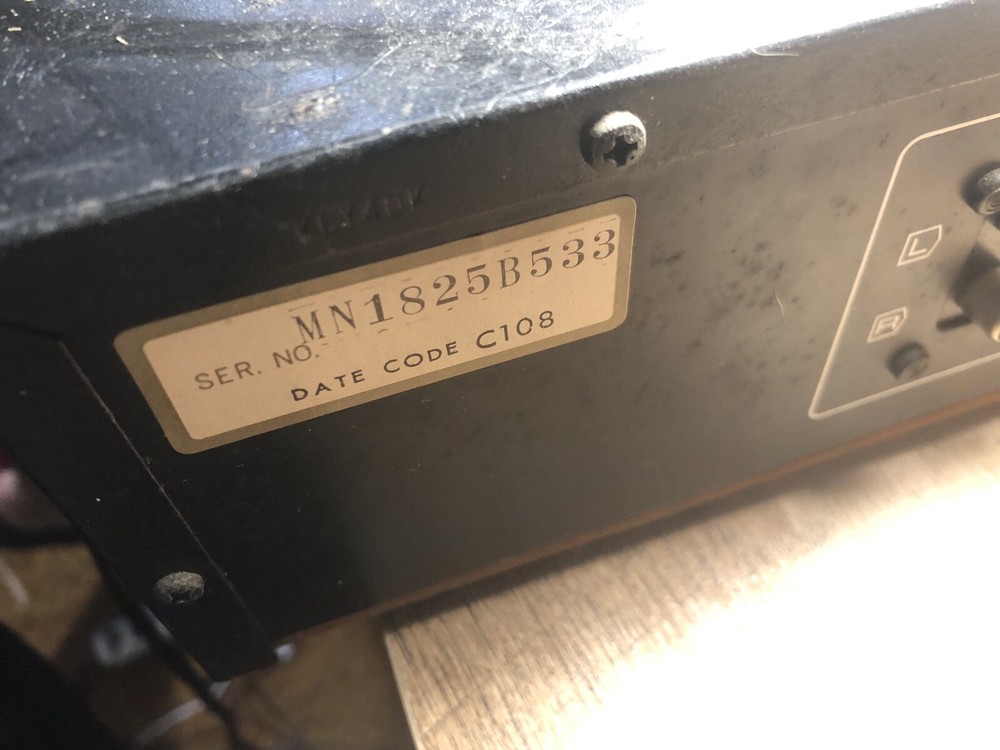 SER. NO. MN1825B533
DATE CODE C108
L
R